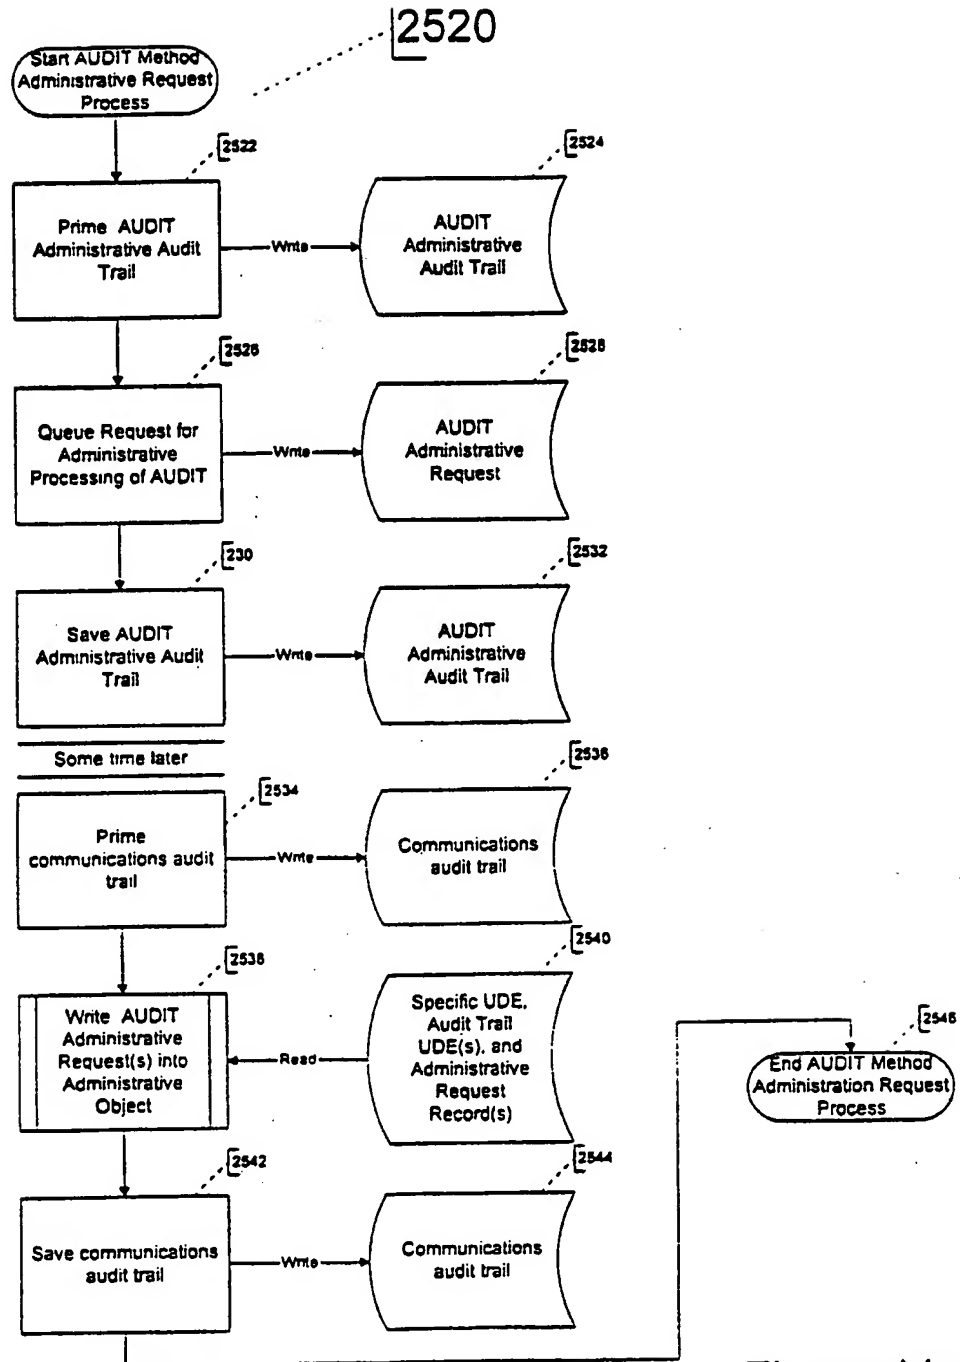 2520
Start AUDIT Method
Administrative Request
Process
2522
Prime AUDIT
Administrative Audit
Trail
Write
2524
AUDIT
Administrative
Audit Trail
2526
Queue Request for
Administrative
Processing of AUDIT
Write
2528
AUDIT
Administrative
Request
230
Save AUDIT
Administrative Audit
Trail
Write
2532
AUDIT
Administrative
Audit Trail
Some time later
2534
Prime
communications audit
trail
Write
2536
Communications
audit trail
2538
Write AUDIT
Administrative
Request(s) into
Administrative
Object
Read
2540
Specific UDE,
Audit Trail
UDE(s), and
Administrative
Request
Record(s)
2542
Save communications
audit trail
Write
2544
Communications
audit trail
2546
End AUDIT Method
Administration Request
Process